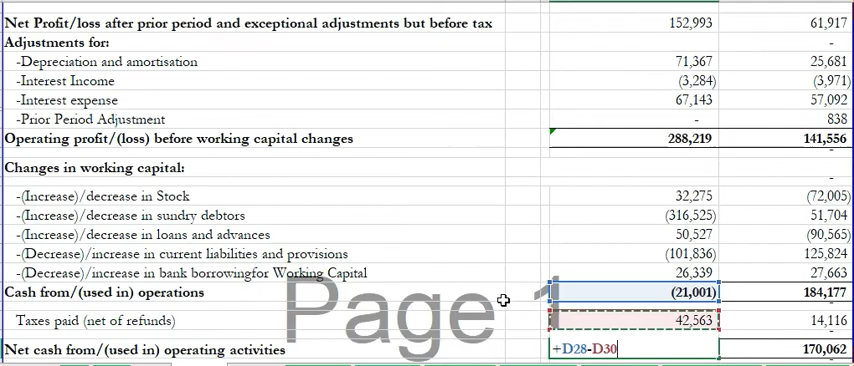 Net Profit/loss after prior period and exceptional adjustments but before tax 152,993 61,917
Adjustments for: -
-Depreciation and amortisation 71,367 25,681
-Interest Income (3,284) (3,971)
-Interest expense 67,143 57,092
-Prior Period Adjustment - 838
Operating profit/(loss) before working capital changes 288,219 141,556
-
Changes in working capital:
-
-(Increase)/decrease in Stock 32,275 (72,005)
-(Increase)/decrease in sundry debtors (316,525) 51,704
-(Increase)/decrease in loans and advances 50,527 (90,565)
-(Decrease)/increase in current liabilities and provisions (101,836) 125,824
-(Decrease)/increase in bank borrowingfor Working Capital 26,339 27,663
Cash from/(used in) operations (21,001) 184,177
-
Page 1
Taxes paid (net of refunds) 42,563 14,116
-
Net cash from/(used in) operating activities +D28-D30 170,062